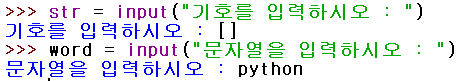 >>> str = input("기호를 입력하시오 : ")
기호를 입력하시오 : []
>>> word = input("문자열을 입력하시오 : ")
문자열을 입력하시오 : python